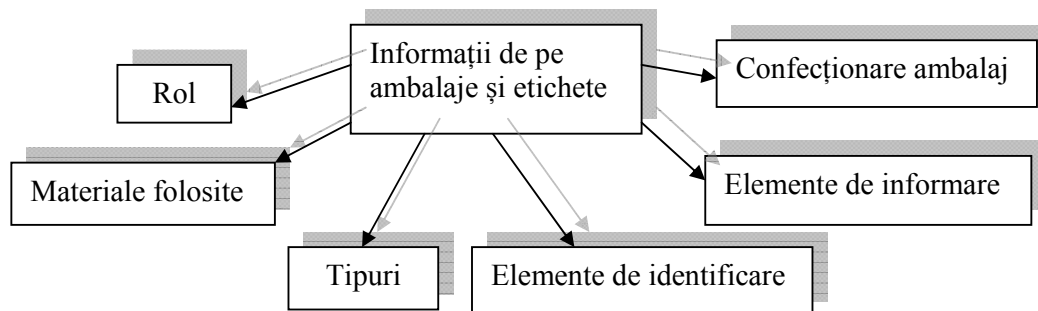 Informații de pe
ambalaje și etichete
Confecționare ambalaj
Rol
Materiale folosite
Elemente de informare
Tipuri
Elemente de identificare